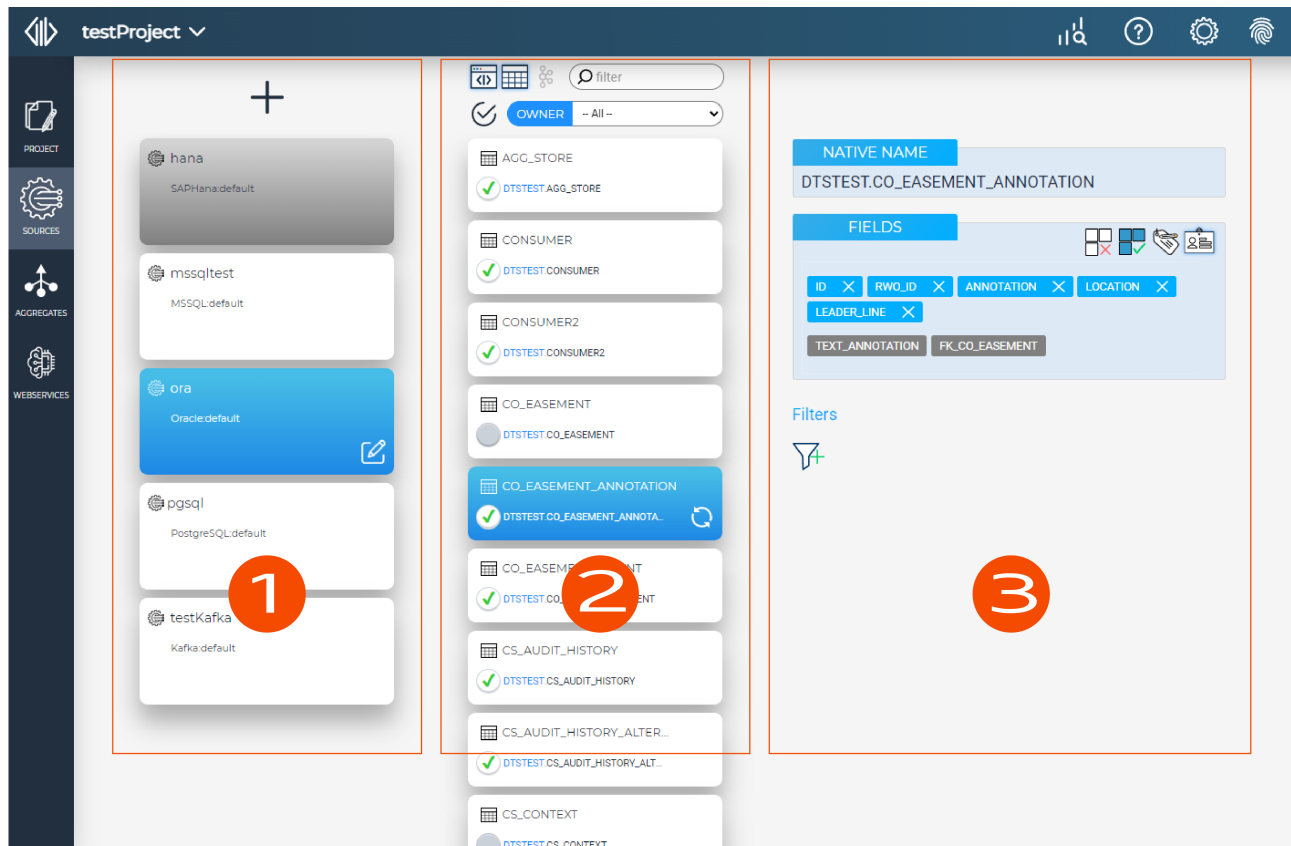 testProject
PROJECT
SOURCES
AGGREGATES
WEBSERVICES
hana
SAPHana:default
mssqltest
MSSQL:default
ora
Oracle:default
pgsql
PostgreSQL:default
testKafka
Kafka:default
1
filter
OWNER -- All --
AGG_STORE
DTSTEST.AGG_STORE
CONSUMER
DTSTEST.CONSUMER
CONSUMER2
DTSTEST.CONSUMER2
CO_EASEMENT
DTSTEST.CO_EASEMENT
CO_EASEMENT_ANNOTATION
DTSTEST.CO_EASEMENT_ANNOTA...
CS_AUDIT_HISTORY
DTSTEST.CS_AUDIT_HISTORY
CS_AUDIT_HISTORY_ALTER...
DTSTEST.CS_AUDIT_HISTORY_ALT...
CS_CONTEXT
DTSTEST.CS_CONTEXT
2
NATIVE NAME
DTSTEST.CO_EASEMENT_ANNOTATION
FIELDS
ID RWO_ID ANNOTATION LOCATION
LEADER_LINE
TEXT_ANNOTATION FK_CO_EASEMENT
Filters
3